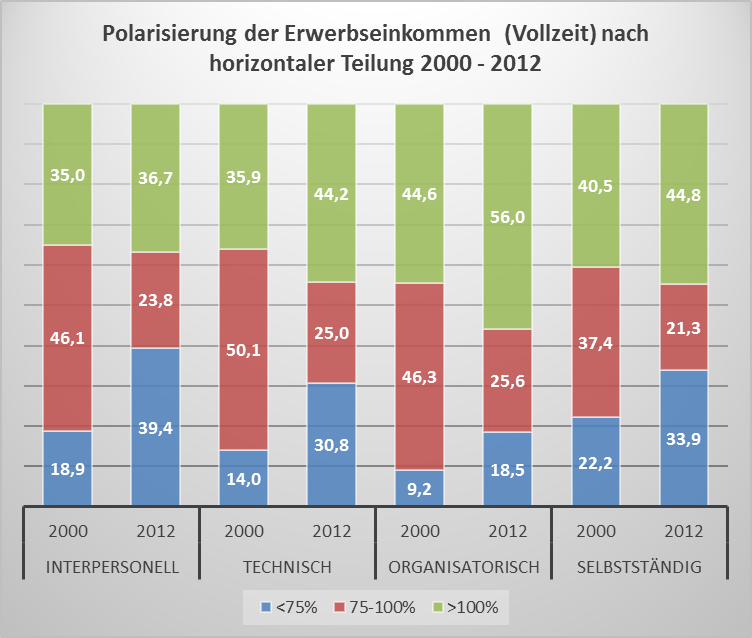 Polarisierung der Erwerbseinkommen (Vollzeit) nach
horizontaler Teilung 2000 - 2012
35,0 36,7 35,9 44,2 44,6 56,0 40,5 44,8
46,1 23,8 50,1 25,0 46,3 25,6 37,4 21,3
18,9 39,4 14,0 30,8 9,2 18,5 22,2 33,9
2000 2012 2000 2012 2000 2012 2000 2012
INTERPERSONELL TECHNISCH ORGANISATORISCH SELBSTSTÄNDIG
<75% 75-100% >100%